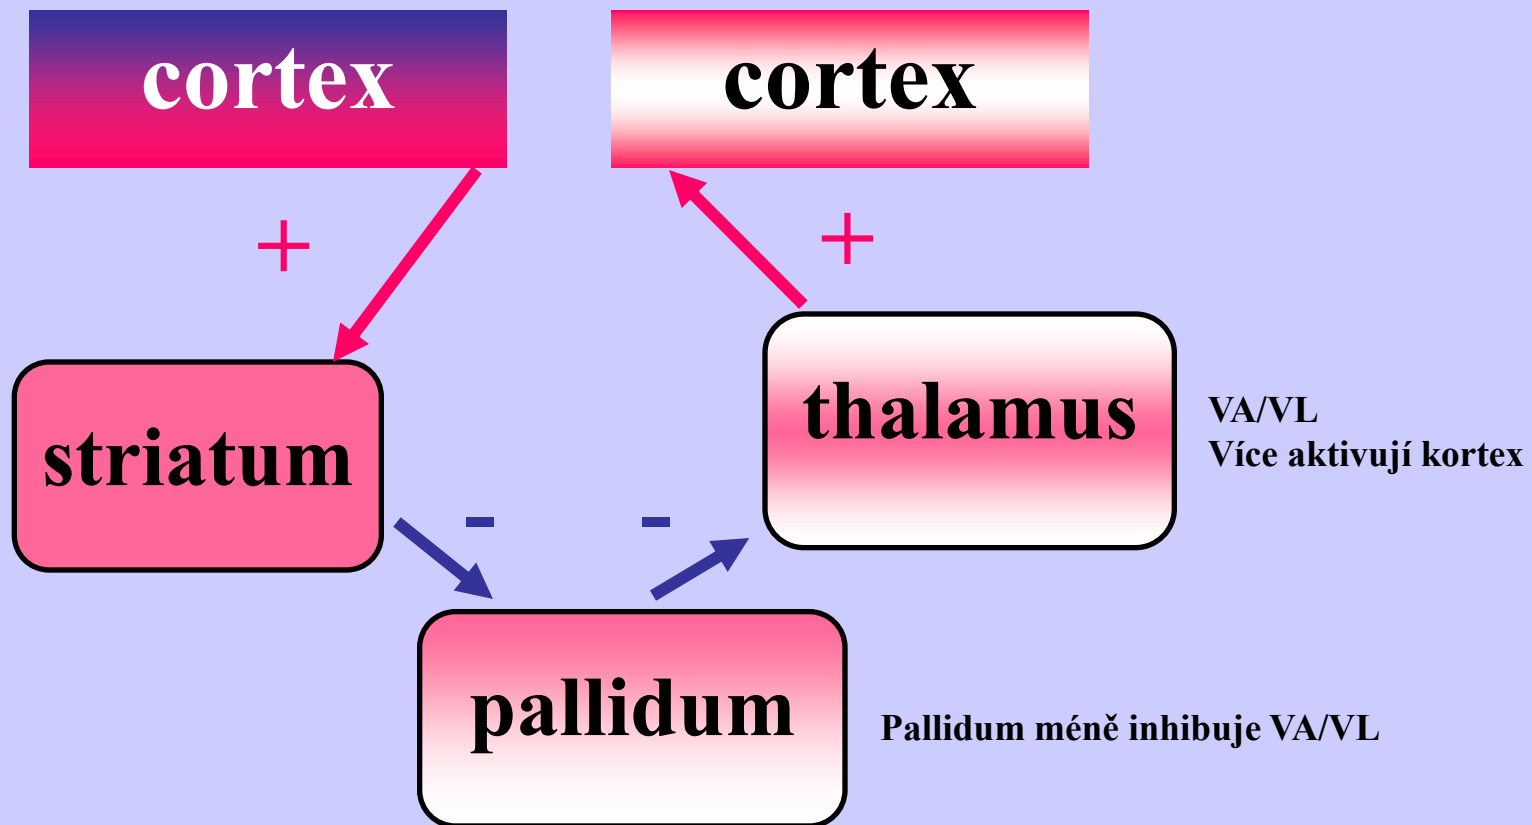 cortex
cortex
+
+
thalamus
VA/VL
Více aktivují kortex
striatum
-
-
pallidum
Pallidum méně inhibuje VA/VL